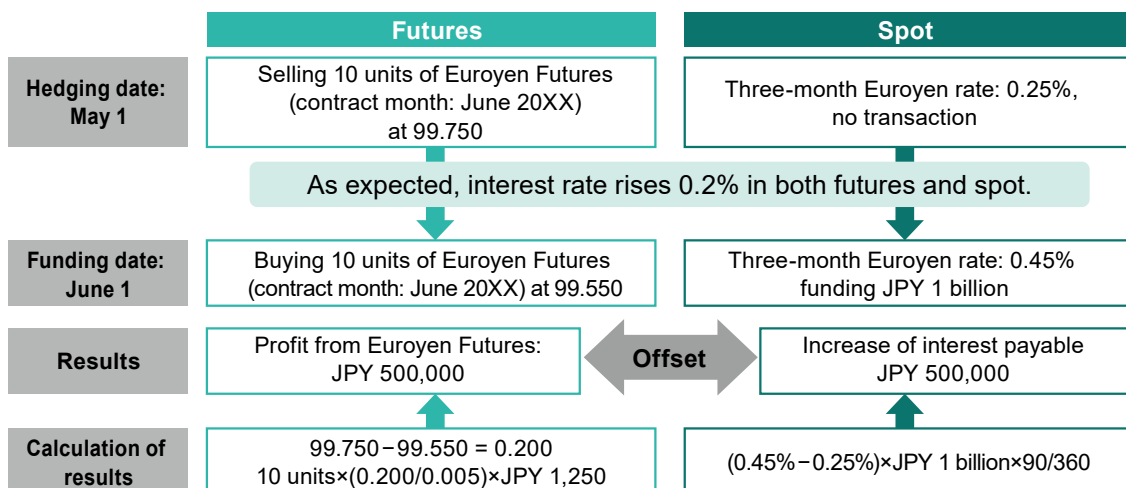 Futures
Spot
Hedging date:
May 1
Selling 10 units of Euroyen Futures
(contract month: June 20XX)
at 99.750
Three-month Euroyen rate: 0.25%,
no transaction
As expected, interest rate rises 0.2% in both futures and spot.
Funding date:
June 1
Buying 10 units of Euroyen Futures
(contract month: June 20XX) at 99.550
Three-month Euroyen rate: 0.45%
funding JPY 1 billion
Results
Profit from Euroyen Futures:
JPY 500,000
Offset
Increase of interest payable
JPY 500,000
Calculation of
results
99.750−99.550 = 0.200
10 units×(0.200/0.005)×JPY 1,250
(0.45%−0.25%)×JPY 1 billion×90/360